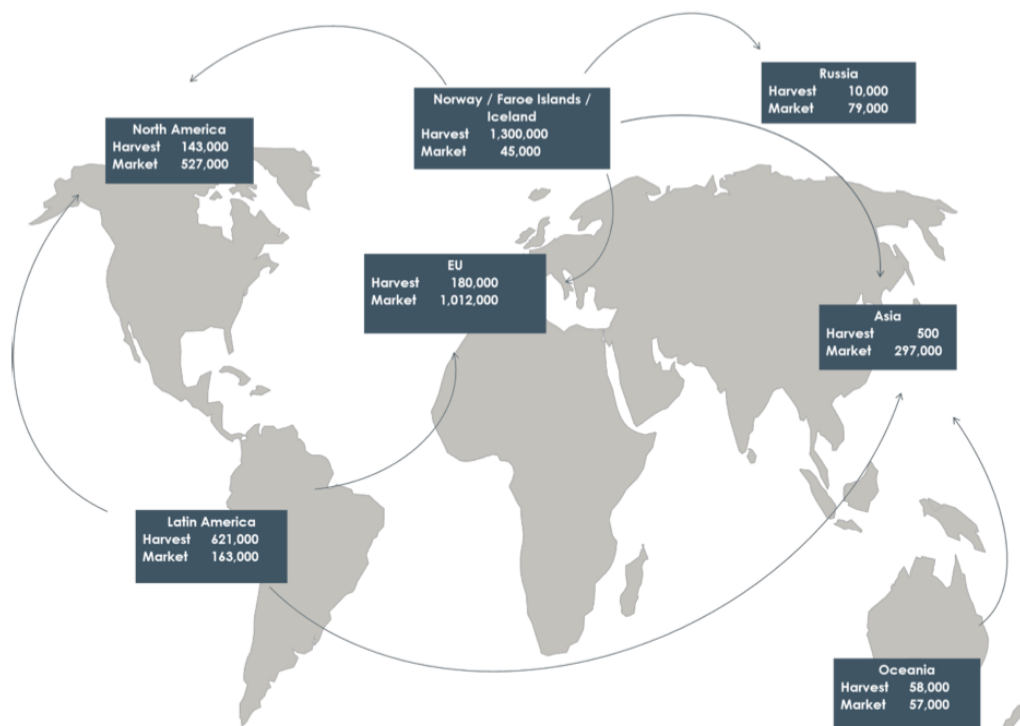 Russia
Harvest 10,000
Market 79,000
Norway / Faroe Islands /
Iceland
Harvest 1,300,000
Market 45,000
North America
Harvest 143,000
Market 527,000
EU
Harvest 180,000
Market 1,012,000
Asia
Harvest 500
Market 297,000
Latin America
Harvest 621,000
Market 163,000
Oceania
Harvest 58,000
Market 57,000